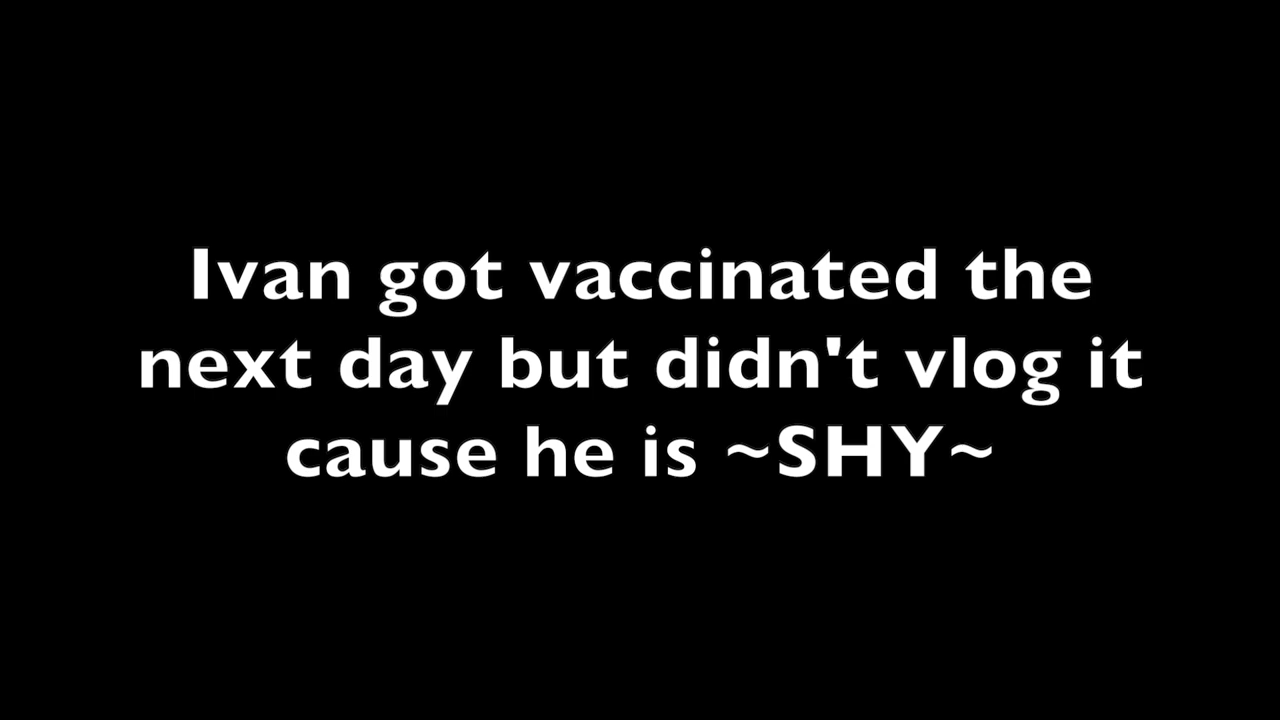 Ivan got vaccinated the
next day but didn't vlog it
cause he is ~SHY~